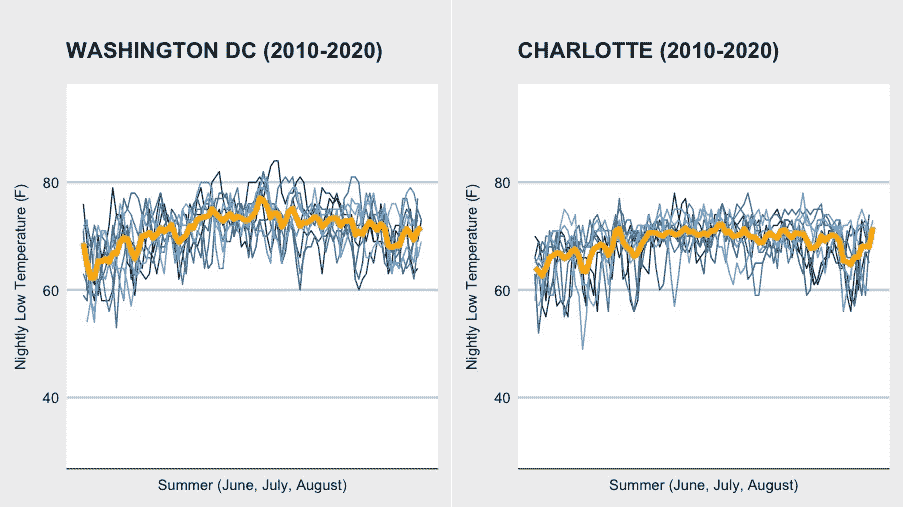 WASHINGTON DC (2010-2020)
Nightly Low Temperature (F)
80
60
40
Summer (June, July, August)
CHARLOTTE (2010-2020)
Nightly Low Temperature (F)
80
60
40
Summer (June, July, August)